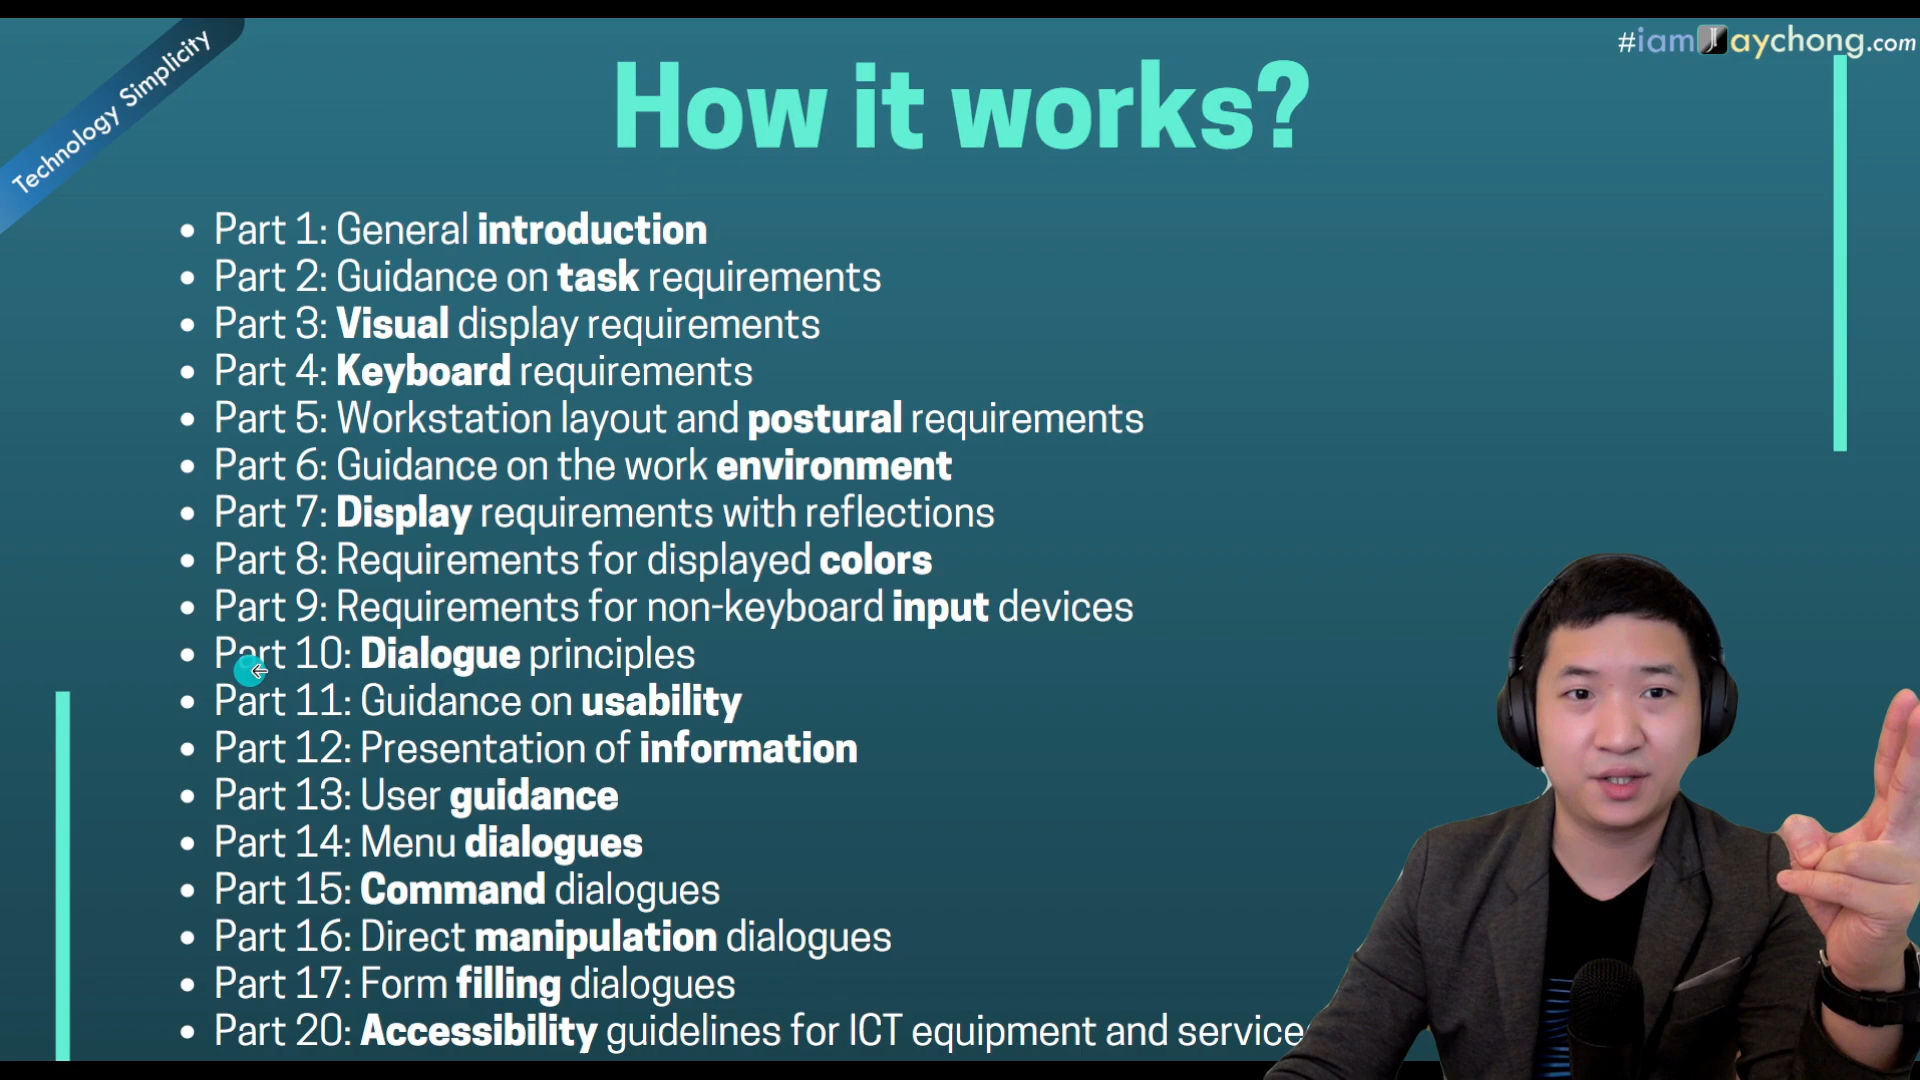 Technology Simplicity
#iamJaychong.com
How it works?
• Part 1: General introduction
• Part 2: Guidance on task requirements
• Part 3: Visual display requirements
• Part 4: Keyboard requirements
• Part 5: Workstation layout and postural requirements
• Part 6: Guidance on the work environment
• Part 7: Display requirements with reflections
• Part 8: Requirements for displayed colors
• Part 9: Requirements for non-keyboard input devices
• Part 10: Dialogue principles
• Part 11: Guidance on usability
• Part 12: Presentation of information
• Part 13: User guidance
• Part 14: Menu dialogues
• Part 15: Command dialogues
• Part 16: Direct manipulation dialogues
• Part 17: Form filling dialogues
• Part 20: Accessibility guidelines for ICT equipment and service